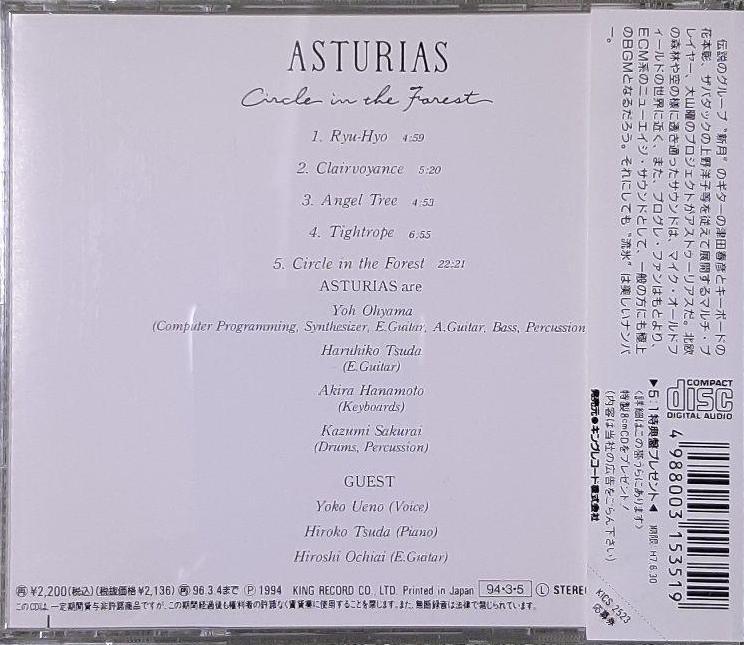 ASTURIAS
Circle in the Forest
1. Ryu-Hyo 4:59
2. Clairvoyance 5:20
3. Angel Tree 4:53
4. Tightrope 6:55
5. Circle in the Forest 22:21
ASTURIAS are
Yoh Ohyama
(Computer Programming, Synthesizer, E.Guitar, A.Guitar, Bass, Percussion
Haruhiko Tsuda
(E.Guitar)
Akira Hanamoto
(Keyboards)
Kazumi Sakurai
(Drums, Percussion)
GUEST
Yoko Ueno (Voice)
Hiroko Tsuda (Piano)
Hiroshi Ochiai (E.Guitar)
再 ¥2,200(税込)(税抜価格¥2,136) 再 96.3.4まで Ⓟ 1994 KING RECORD CO., LTD. Printed in Japan 94・3・5 Ⓛ STEREO
このCDは、一定期間貸与非許諾商品ですが、この期間経過後も権利者の許諾なく賃貸業に使用することを禁じます。また、無断録音は法律で禁じられています。
伝説のグループ“新月”のギターの津田春彦とキーボードの
花本彰、ザバダックの上野洋子等を従えて展開するマルチ・プ
レイヤー、大山曜のプロジェクトがアストゥーリアスだ。北欧
の森林や空の様に透き通ったサウンドは、マイク・オールドフ
ィールドの世界に近く、また、プログレ・ファンはもとより、
ECM系のニューエイジ・サウンドとして、一般の方にも極上
のBGMとなるだろう。それにしても“流氷”は美しいナンバ
ー。
COMPACT
disc
DIGITAL AUDIO
▶5:1特典盤プレゼント◀ 期限 H7.6.30
(詳細はこの帯うらにあります)
特製8cmCDをプレゼント!
(内容は当社の広告をごらん下さい)
発売元●キングレコード株式会社
4 988003 153519
KICS 2523
応募券